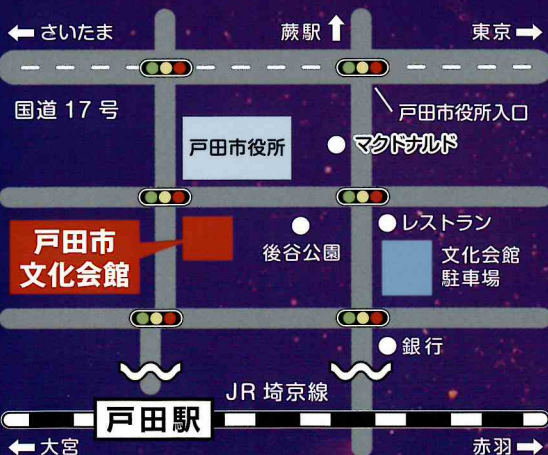 ← さいたま
蕨駅 ↑
東京 →
国道 17 号
戸田市役所入口
戸田市役所
マクドナルド
戸田市
文化会館
後谷公園
レストラン
文化会館
駐車場
銀行
JR 埼京線
戸田駅
← 大宮
赤羽 →